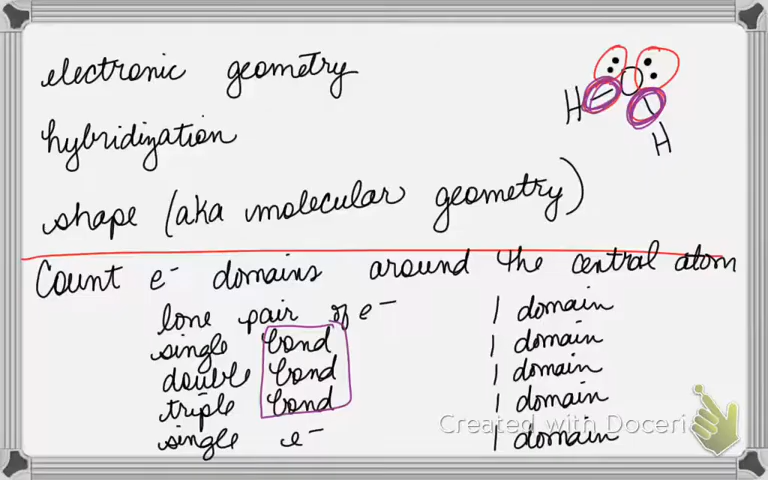 electronic geometry
hybridization
shape (aka molecular geometry)
O
H
H
Count e⁻ domains around the central atom
lone pair of e⁻ 1 domain
single bond 1 domain
double bond 1 domain
triple bond 1 domain
single e⁻ 1 domain
Created with Doceri